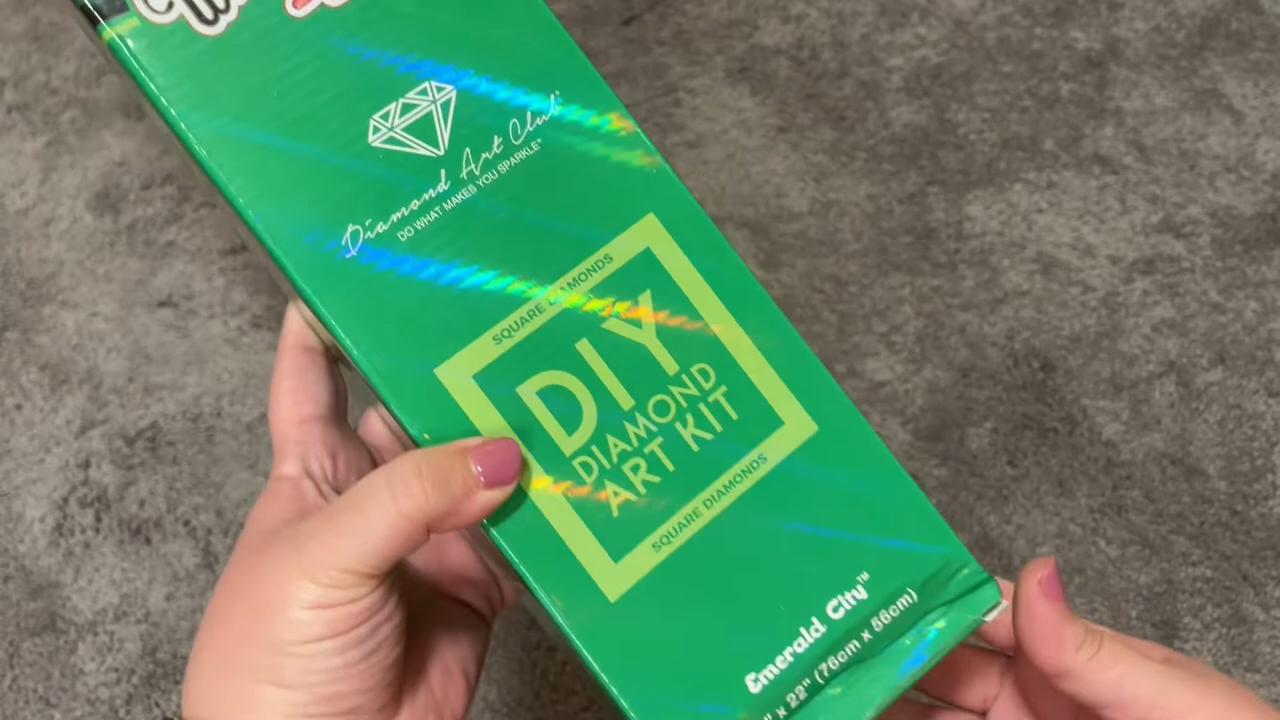 Diamond Art Club®
DO WHAT MAKES YOU SPARKLE®
SQUARE DIAMONDS
DIY
DIAMOND
ART KIT
SQUARE DIAMONDS
Emerald City™
" x 22" (76cm x 56cm)